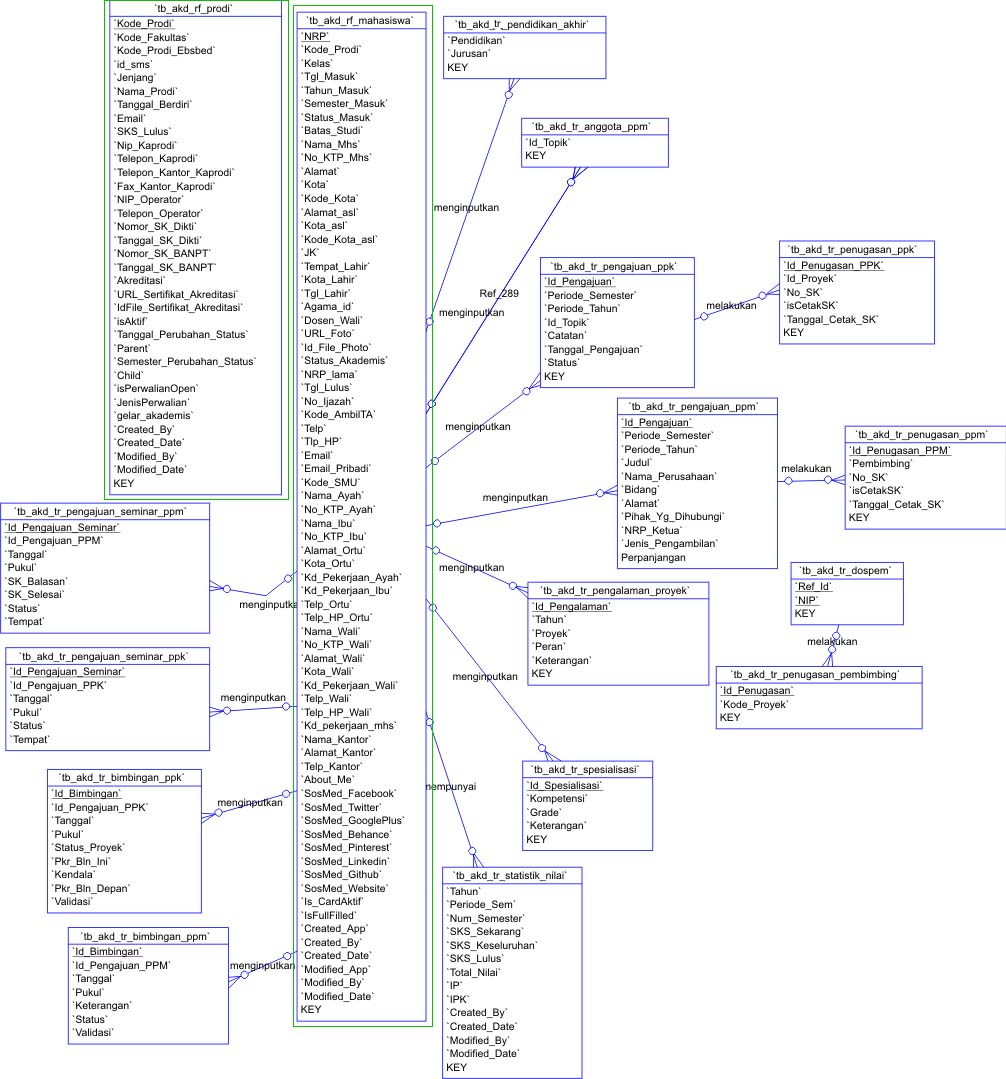 `tb_akd_rf_prodi`
`Kode_Prodi`
`Kode_Fakultas`
`Kode_Prodi_Ebsbed`
`id_sms`
`Jenjang`
`Nama_Prodi`
`Tanggal_Berdiri`
`Email`
`SKS_Lulus`
`Nip_Kaprodi`
`Telepon_Kaprodi`
`Telepon_Kantor_Kaprodi`
`Fax_Kantor_Kaprodi`
`NIP_Operator`
`Telepon_Operator`
`Nomor_SK_Dikti`
`Tanggal_SK_Dikti`
`Nomor_SK_BANPT`
`Tanggal_SK_BANPT`
`Akreditasi`
`URL_Sertifikat_Akreditasi`
`IdFile_Sertifikat_Akreditasi`
`isAktif`
`Tanggal_Perubahan_Status`
`Parent`
`Semester_Perubahan_Status`
`Child`
`isPerwalianOpen`
`JenisPerwalian`
`gelar_akademis`
`Created_By`
`Created_Date`
`Modified_By`
`Modified_Date`
KEY
`tb_akd_rf_mahasiswa`
`NRP`
`Kode_Prodi`
`Kelas`
`Tgl_Masuk`
`Tahun_Masuk`
`Semester_Masuk`
`Status_Masuk`
`Batas_Studi`
`Nama_Mhs`
`No_KTP_Mhs`
`Alamat`
`Kota`
`Kode_Kota`
`Alamat_asl`
`Kota_asl`
`Kode_Kota_asl`
`JK`
`Tempat_Lahir`
`Kota_Lahir`
`Tgl_Lahir`
`Agama_id`
`Dosen_Wali`
`URL_Foto`
`Id_File_Photo`
`Status_Akademis`
`NRP_lama`
`Tgl_Lulus`
`No_Ijazah`
`Kode_AmbilTA`
`Telp`
`Tlp_HP`
`Email`
`Email_Pribadi`
`Kode_SMU`
`Nama_Ayah`
`No_KTP_Ayah`
`Nama_Ibu`
`No_KTP_Ibu`
`Alamat_Ortu`
`Kota_Ortu`
`Kd_Pekerjaan_Ayah`
`Kd_Pekerjaan_Ibu`
`Telp_Ortu`
`Telp_HP_Ortu`
`Nama_Wali`
`No_KTP_Wali`
`Alamat_Wali`
`Kota_Wali`
`Kd_Pekerjaan_Wali`
`Telp_Wali`
`Telp_HP_Wali`
`Kd_pekerjaan_mhs`
`Nama_Kantor`
`Alamat_Kantor`
`Telp_Kantor`
`About_Me`
`SosMed_Facebook`
`SosMed_Twitter`
`SosMed_GooglePlus`
`SosMed_Behance`
`SosMed_Pinterest`
`SosMed_Linkedin`
`SosMed_Github`
`SosMed_Website`
`Is_CardAktif`
`IsFullFilled`
`Created_App`
`Created_By`
`Created_Date`
`Modified_App`
`Modified_By`
`Modified_Date`
KEY
`tb_akd_tr_pendidikan_akhir`
`Pendidikan`
`Jurusan`
KEY
menginputkan
`tb_akd_tr_anggota_ppm`
`Id_Topik`
KEY
Ref_289
menginputkan
`tb_akd_tr_pengajuan_ppk`
`Id_Pengajuan`
`Periode_Semester`
`Periode_Tahun`
`Id_Topik`
`Catatan`
`Tanggal_Pengajuan`
`Status`
KEY
menginputkan
melakukan
`tb_akd_tr_penugasan_ppk`
`Id_Penugasan_PPK`
`Id_Proyek`
`No_SK`
`isCetakSK`
`Tanggal_Cetak_SK`
KEY
`tb_akd_tr_pengajuan_ppm`
`Id_Pengajuan`
`Periode_Semester`
`Periode_Tahun`
`Judul`
`Nama_Perusahaan`
`Bidang`
`Alamat`
`Pihak_Yg_Dihubungi`
`NRP_Ketua`
`Jenis_Pengambilan`
Perpanjangan
menginputkan
melakukan
`tb_akd_tr_penugasan_ppm`
`Id_Penugasan_PPM`
`Pembimbing`
`No_SK`
`isCetakSK`
`Tanggal_Cetak_SK`
KEY
menginputkan
`tb_akd_tr_pengalaman_proyek`
`Id_Pengalaman`
`Tahun`
`Proyek`
`Peran`
`Keterangan`
KEY
`tb_akd_tr_dospem`
`Ref_Id`
`NIP`
KEY
melakukan
`tb_akd_tr_penugasan_pembimbing`
`Id_Penugasan`
`Kode_Proyek`
KEY
menginputkan
`tb_akd_tr_spesialisasi`
`Id_Spesialisasi`
`Kompetensi`
`Grade`
`Keterangan`
KEY
mempunyai
`tb_akd_tr_statistik_nilai`
`Tahun`
`Periode_Sem`
`Num_Semester`
`SKS_Sekarang`
`SKS_Keseluruhan`
`SKS_Lulus`
`Total_Nilai`
`IP`
`IPK`
`Created_By`
`Created_Date`
`Modified_By`
`Modified_Date`
KEY
`tb_akd_tr_pengajuan_seminar_ppm`
`Id_Pengajuan_Seminar`
`Id_Pengajuan_PPM`
`Tanggal`
`Pukul`
`SK_Balasan`
`SK_Selesai`
`Status`
`Tempat`
menginputka
`tb_akd_tr_pengajuan_seminar_ppk`
`Id_Pengajuan_Seminar`
`Id_Pengajuan_PPK`
`Tanggal`
`Pukul`
`Status`
`Tempat`
menginputkan
`tb_akd_tr_bimbingan_ppk`
`Id_Bimbingan`
`Id_Pengajuan_PPK`
`Tanggal`
`Pukul`
`Status_Proyek`
`Pkr_Bln_Ini`
`Kendala`
`Pkr_Bln_Depan`
`Validasi`
menginputkan
`tb_akd_tr_bimbingan_ppm`
`Id_Bimbingan`
`Id_Pengajuan_PPM`
`Tanggal`
`Pukul`
`Keterangan`
`Status`
`Validasi`
menginputkan